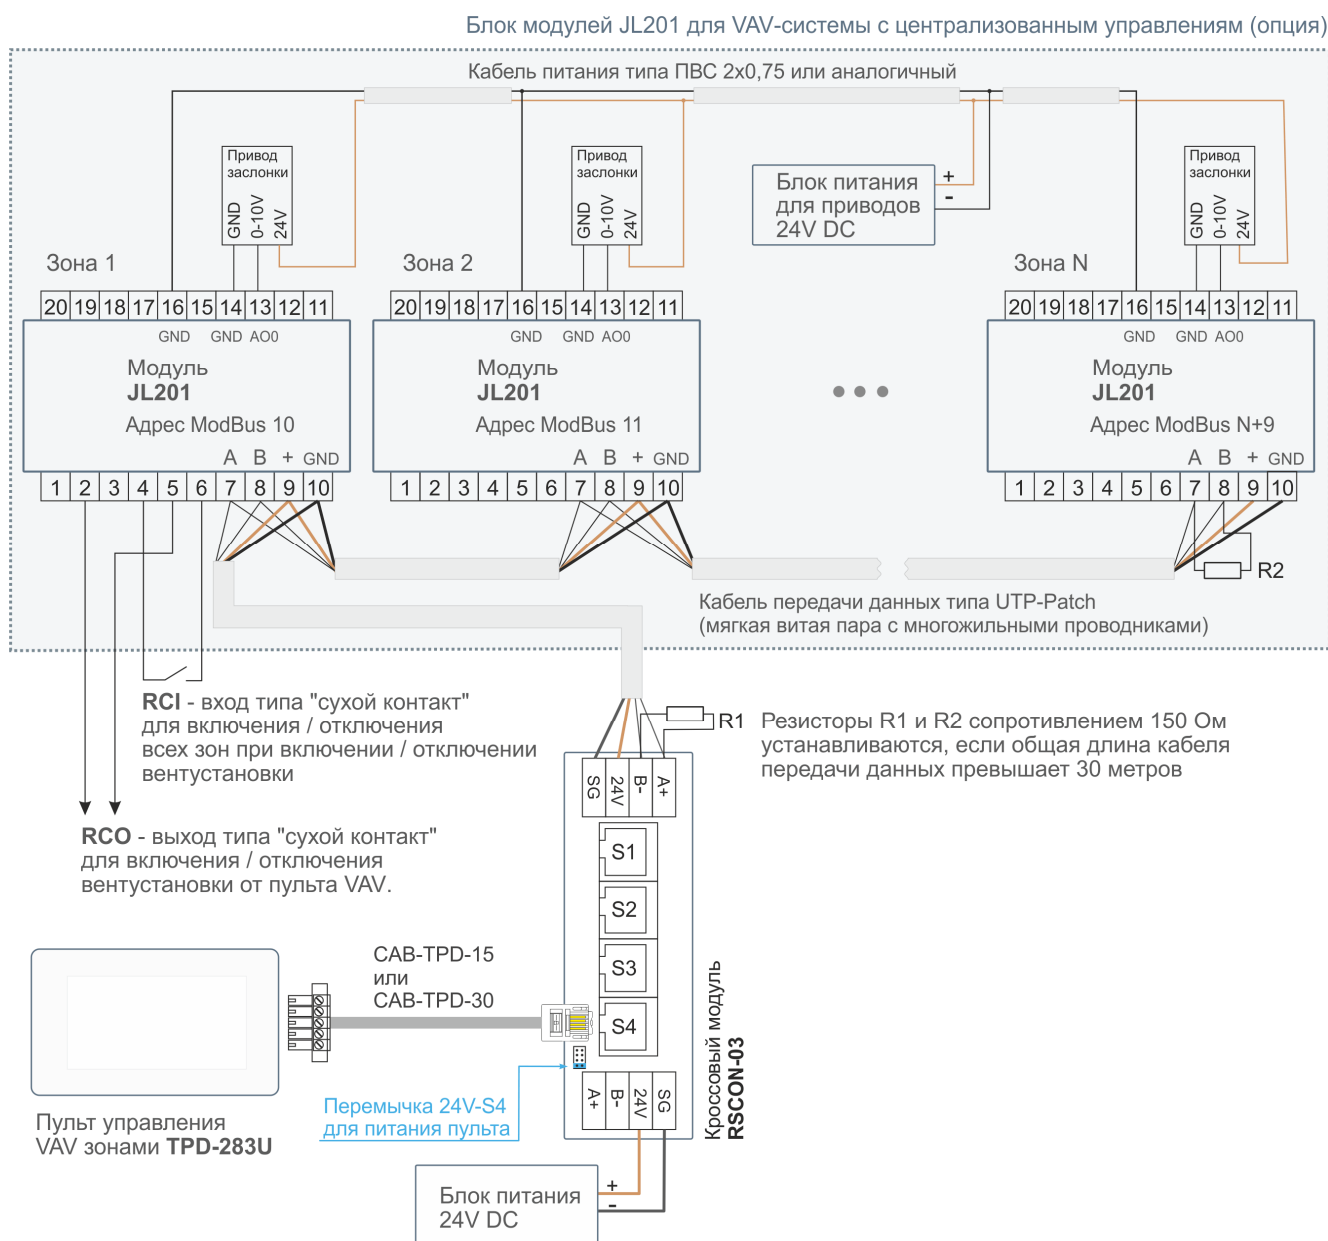 Блок модулей JL201 для VAV-системы с централизованным управлениям (опция)
Кабель питания типа ПВС 2х0,75 или аналогичный
Привод
заслонки
GND
0-10V
24V
Привод
заслонки
GND
0-10V
24V
Блок питания
для приводов
24V DC
+
-
Привод
заслонки
GND
0-10V
24V
Зона 1
Зона 2
Зона N
20 19 18 17 16 15 14 13 12 11
20 19 18 17 16 15 14 13 12 11
20 19 18 17 16 15 14 13 12 11
GND GND AO0
GND GND AO0
GND GND AO0
Модуль
JL201
Адрес ModBus 10
Модуль
JL201
Адрес ModBus 11
Модуль
JL201
Адрес ModBus N+9
A B + GND
A B + GND
A B + GND
1 2 3 4 5 6 7 8 9 10
1 2 3 4 5 6 7 8 9 10
1 2 3 4 5 6 7 8 9 10
R2
Кабель передачи данных типа UTP-Patch
(мягкая витая пара с многожильными проводниками)
RCI - вход типа "сухой контакт"
для включения / отключения
всех зон при включении / отключении
вентустановки
R1
Резисторы R1 и R2 сопротивлением 150 Ом
устанавливаются, если общая длина кабеля
передачи данных превышает 30 метров
SG
24V
B-
A+
RCO - выход типа "сухой контакт"
для включения / отключения
вентустановки от пульта VAV.
S1
S2
S3
S4
CAB-TPD-15
или
CAB-TPD-30
Кроссовый модуль
RSCON-03
Перемычка 24V-S4
для питания пульта
A+
B-
24V
SG
Пульт управления
VAV зонами TPD-283U
Блок питания
24V DC
+
-